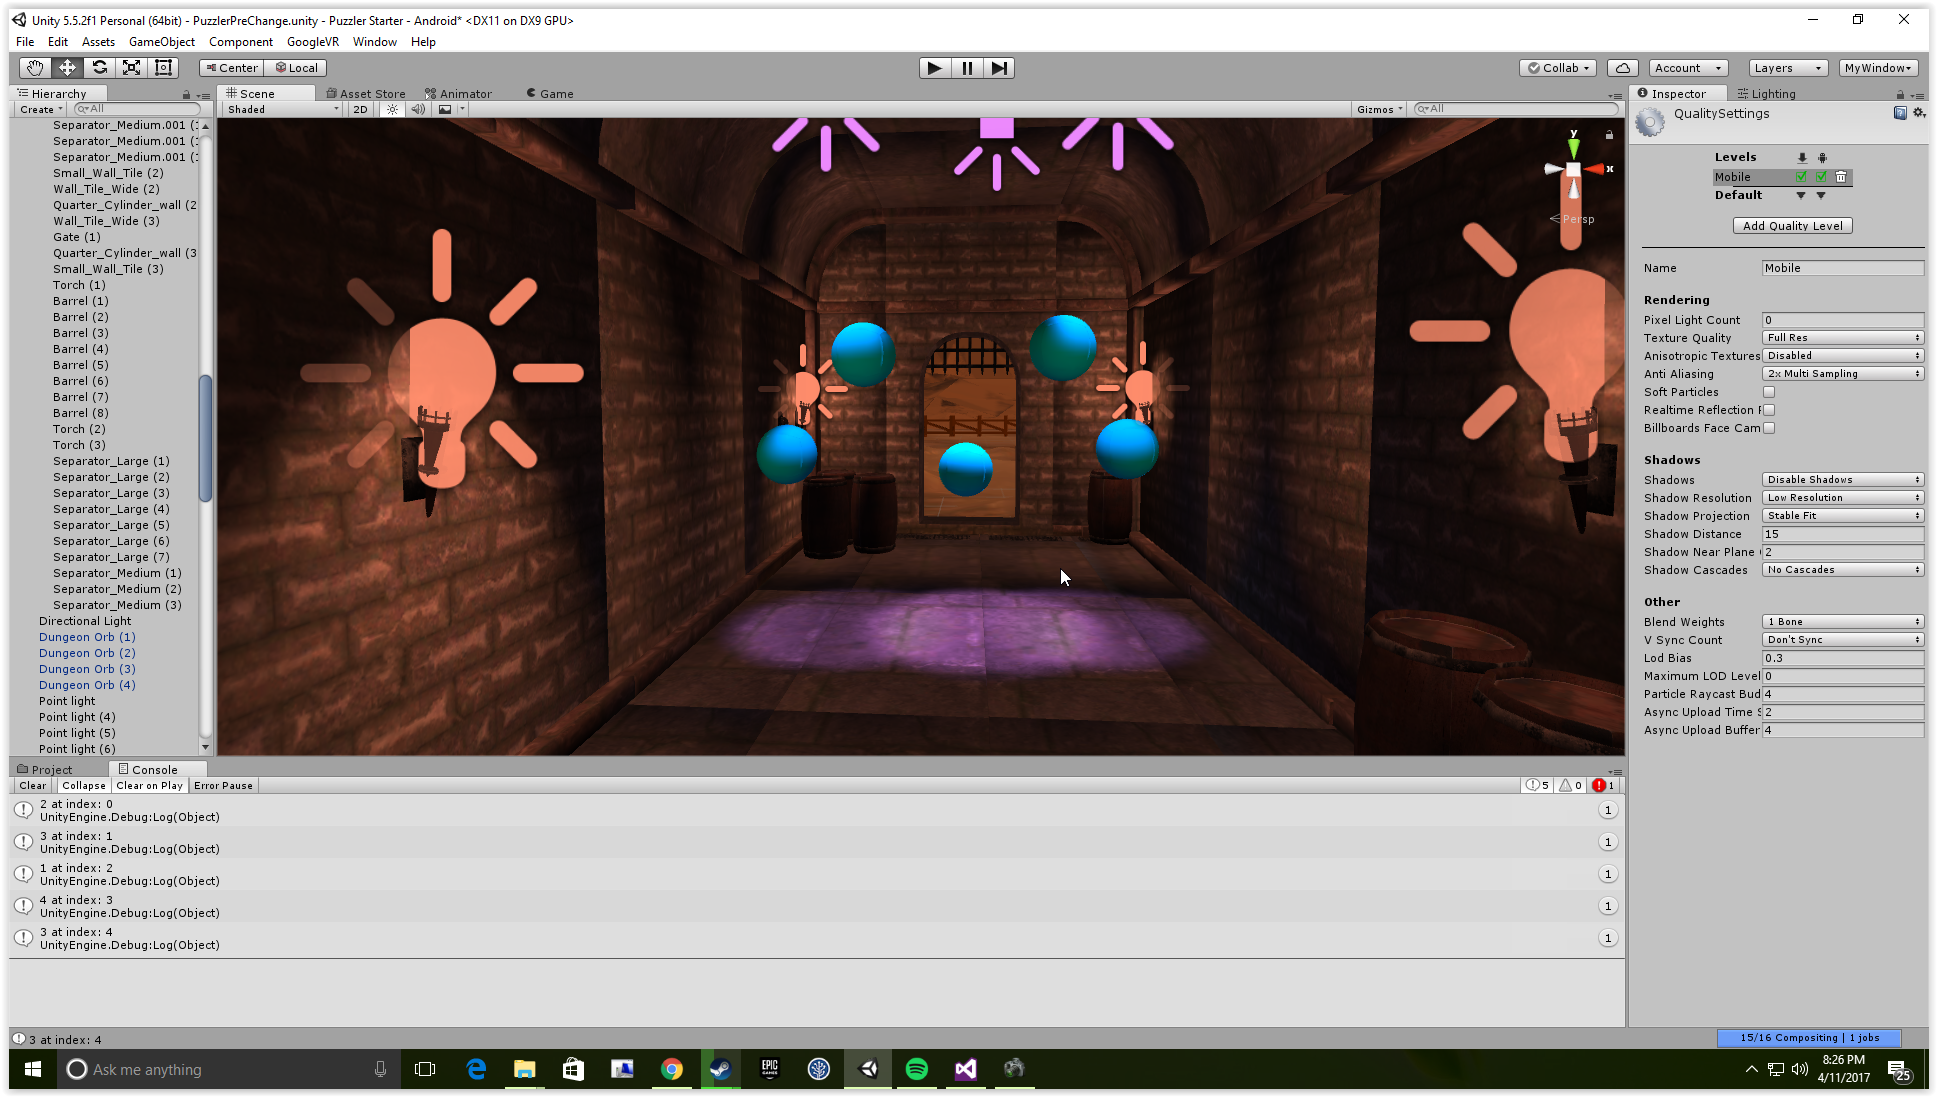 Unity 5.5.2f1 Personal (64bit) - PuzzlerPreChange.unity - Puzzler Starter - Android* <DX11 on DX9 GPU>
File Edit Assets GameObject Component GoogleVR Window Help
Center Local
Collab Account Layers MyWindow
Hierarchy
Create All
Separator_Medium.001 (1
Separator_Medium.001 (1
Separator_Medium.001 (1
Small_Wall_Tile (2)
Wall_Tile_Wide (2)
Quarter_Cylinder_wall (2
Wall_Tile_Wide (3)
Gate (1)
Quarter_Cylinder_wall (3
Small_Wall_Tile (3)
Torch (1)
Barrel (1)
Barrel (2)
Barrel (3)
Barrel (4)
Barrel (5)
Barrel (6)
Barrel (7)
Barrel (8)
Torch (2)
Torch (3)
Separator_Large (1)
Separator_Large (2)
Separator_Large (3)
Separator_Large (4)
Separator_Large (5)
Separator_Large (6)
Separator_Large (7)
Separator_Medium (1)
Separator_Medium (2)
Separator_Medium (3)
Directional Light
Dungeon Orb (1)
Dungeon Orb (2)
Dungeon Orb (3)
Dungeon Orb (4)
Point light
Point light (4)
Point light (5)
Point light (6)
Scene Asset Store Animator Game
Shaded 2D Gizmos All
y
x
Persp
Inspector Lighting
QualitySettings
Levels
Mobile
Default
Add Quality Level
Name Mobile
Rendering
Pixel Light Count 0
Texture Quality Full Res
Anisotropic Textures Disabled
Anti Aliasing 2x Multi Sampling
Soft Particles
Realtime Reflection
Billboards Face Cam
Shadows
Shadows Disable Shadows
Shadow Resolution Low Resolution
Shadow Projection Stable Fit
Shadow Distance 15
Shadow Near Plane 2
Shadow Cascades No Cascades
Other
Blend Weights 1 Bone
V Sync Count Don't Sync
Lod Bias 0.3
Maximum LOD Level 0
Particle Raycast Bud 4
Async Upload Time 2
Async Upload Buffer 4
Project Console
Clear Collapse Clear on Play Error Pause 5 0 1
2 at index: 0 1
UnityEngine.Debug:Log(Object)
3 at index: 1 1
UnityEngine.Debug:Log(Object)
1 at index: 2 1
UnityEngine.Debug:Log(Object)
4 at index: 3 1
UnityEngine.Debug:Log(Object)
3 at index: 4 1
UnityEngine.Debug:Log(Object)
3 at index: 4
15/16 Compositing | 1 jobs
Ask me anything
EPIC
GAMES
8:26 PM
4/11/2017
25